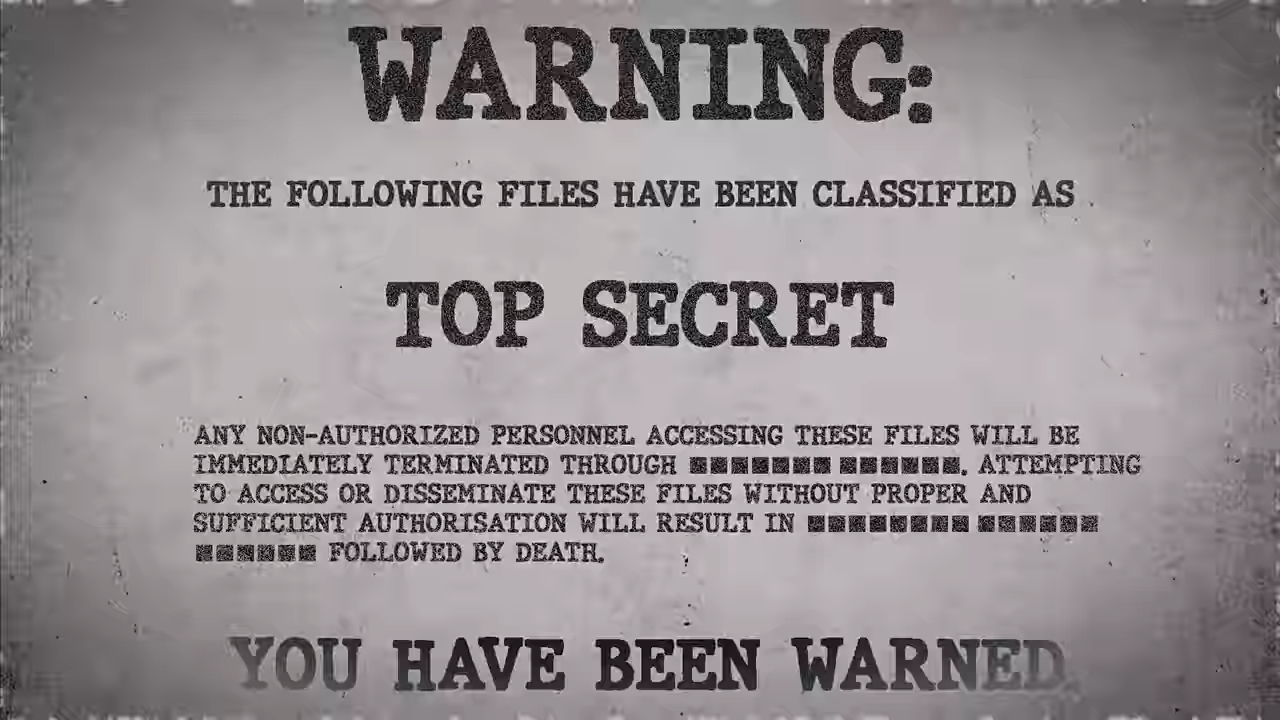 WARNING:
THE FOLLOWING FILES HAVE BEEN CLASSIFIED AS
TOP SECRET
ANY NON-AUTHORIZED PERSONNEL ACCESSING THESE FILES WILL BE
IMMEDIATELY TERMINATED THROUGH ■■■■■■■ ■■■■■■. ATTEMPTING
TO ACCESS OR DISSEMINATE THESE FILES WITHOUT PROPER AND
SUFFICIENT AUTHORISATION WILL RESULT IN ■■■■■■■■ ■■■■■■
■■■■■■ FOLLOWED BY DEATH.
YOU HAVE BEEN WARNED.